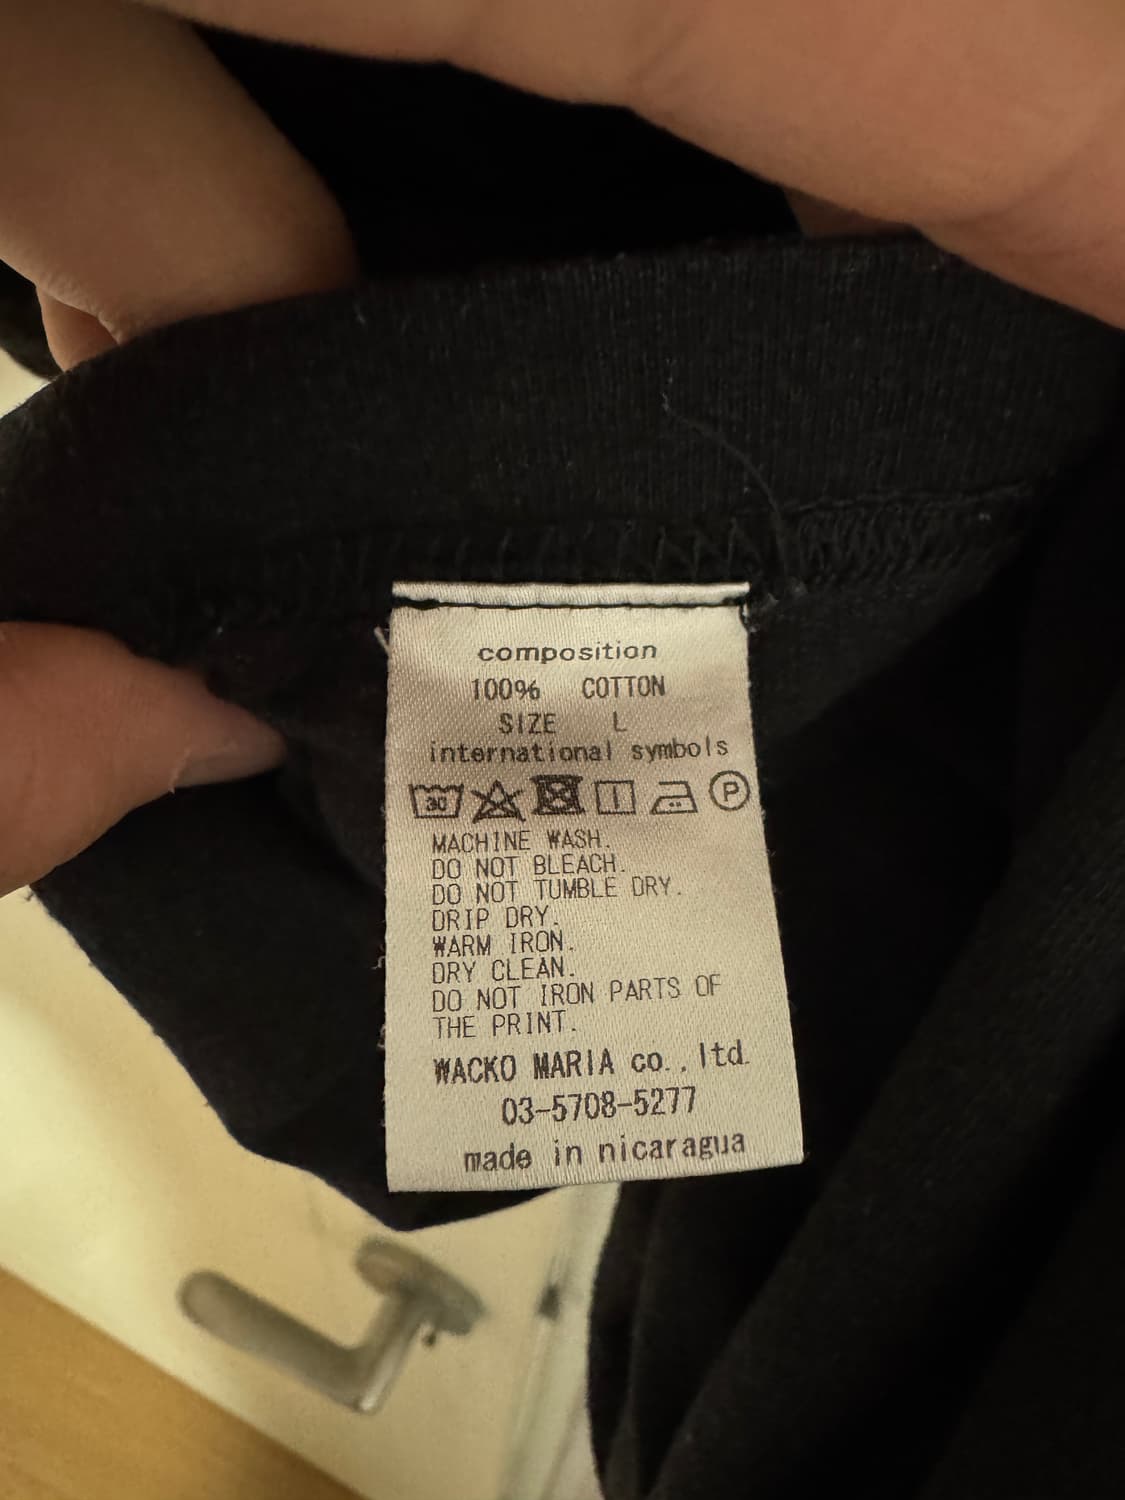 composition
100% COTTON
SIZE L
international symbols
30 P
MACHINE WASH.
DO NOT BLEACH.
DO NOT TUMBLE DRY.
DRIP DRY.
WARM IRON.
DRY CLEAN.
DO NOT IRON PARTS OF
THE PRINT.
WACKO MARIA co.,ltd.
03-5708-5277
made in nicaragua